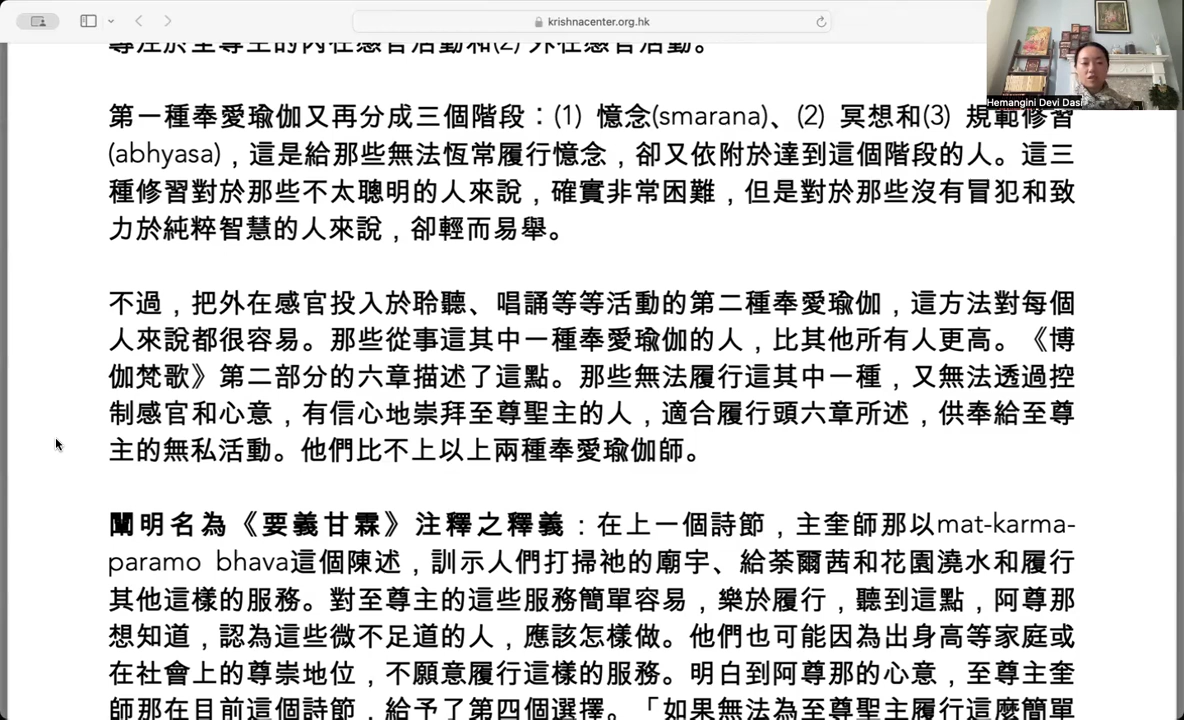 krishnacenter.org.hk
Hemangini Devi Dasi
專注於至尊主的內在感官活動和(2) 外在感官活動。
第一種奉愛瑜伽又再分成三個階段：(1) 憶念(smarana)、(2) 冥想和(3) 規範修習
(abhyasa)，這是給那些無法恆常履行憶念，卻又依附於達到這個階段的人。這三
種修習對於那些不太聰明的人來說，確實非常困難，但是對於那些沒有冒犯和致
力於純粹智慧的人來說，卻輕而易舉。
不過，把外在感官投入於聆聽、唱誦等等活動的第二種奉愛瑜伽，這方法對每個
人來說都很容易。那些從事這其中一種奉愛瑜伽的人，比其他所有人更高。《博
伽梵歌》第二部分的六章描述了這點。那些無法履行這其中一種，又無法透過控
制感官和心意，有信心地崇拜至尊聖主的人，適合履行頭六章所述，供奉給至尊
主的無私活動。他們比不上以上兩種奉愛瑜伽師。
闡明名為《要義甘霖》注釋之釋義：在上一個詩節，主奎師那以mat-karma-
paramo bhava這個陳述，訓示人們打掃祂的廟宇、給荼爾茜和花園澆水和履行
其他這樣的服務。對至尊主的這些服務簡單容易，樂於履行，聽到這點，阿尊那
想知道，認為這些微不足道的人，應該怎樣做。他們也可能因為出身高等家庭或
在社會上的尊崇地位，不願意履行這樣的服務。明白到阿尊那的心意，至尊主奎
師那在目前這個詩節，給予了第四個選擇。「如果無法為至尊聖主履行這麼簡單